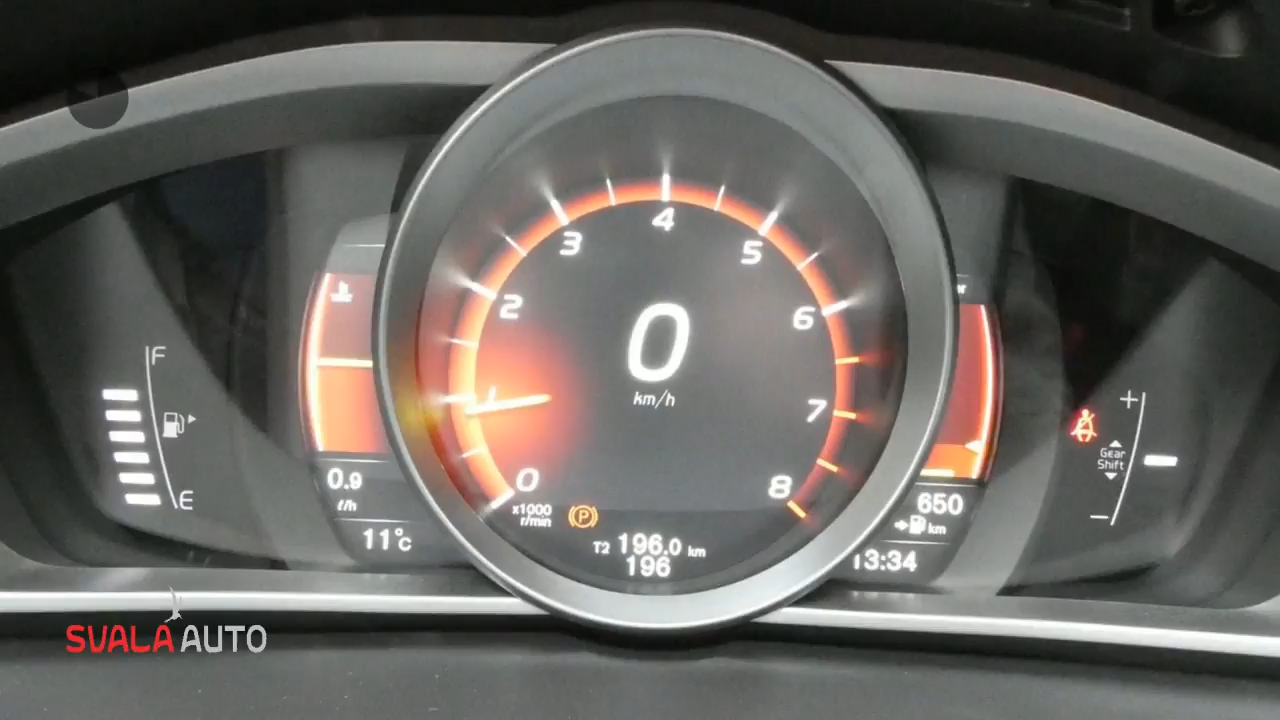 F
E
0.9
ℓ/h
11°c
0
1
2
3
4
5
6
7
8
0
km/h
x1000
r/min
P
T2 196.0 km
196
650
km
13:34
+
Gear
Shift
−
SVALA AUTO